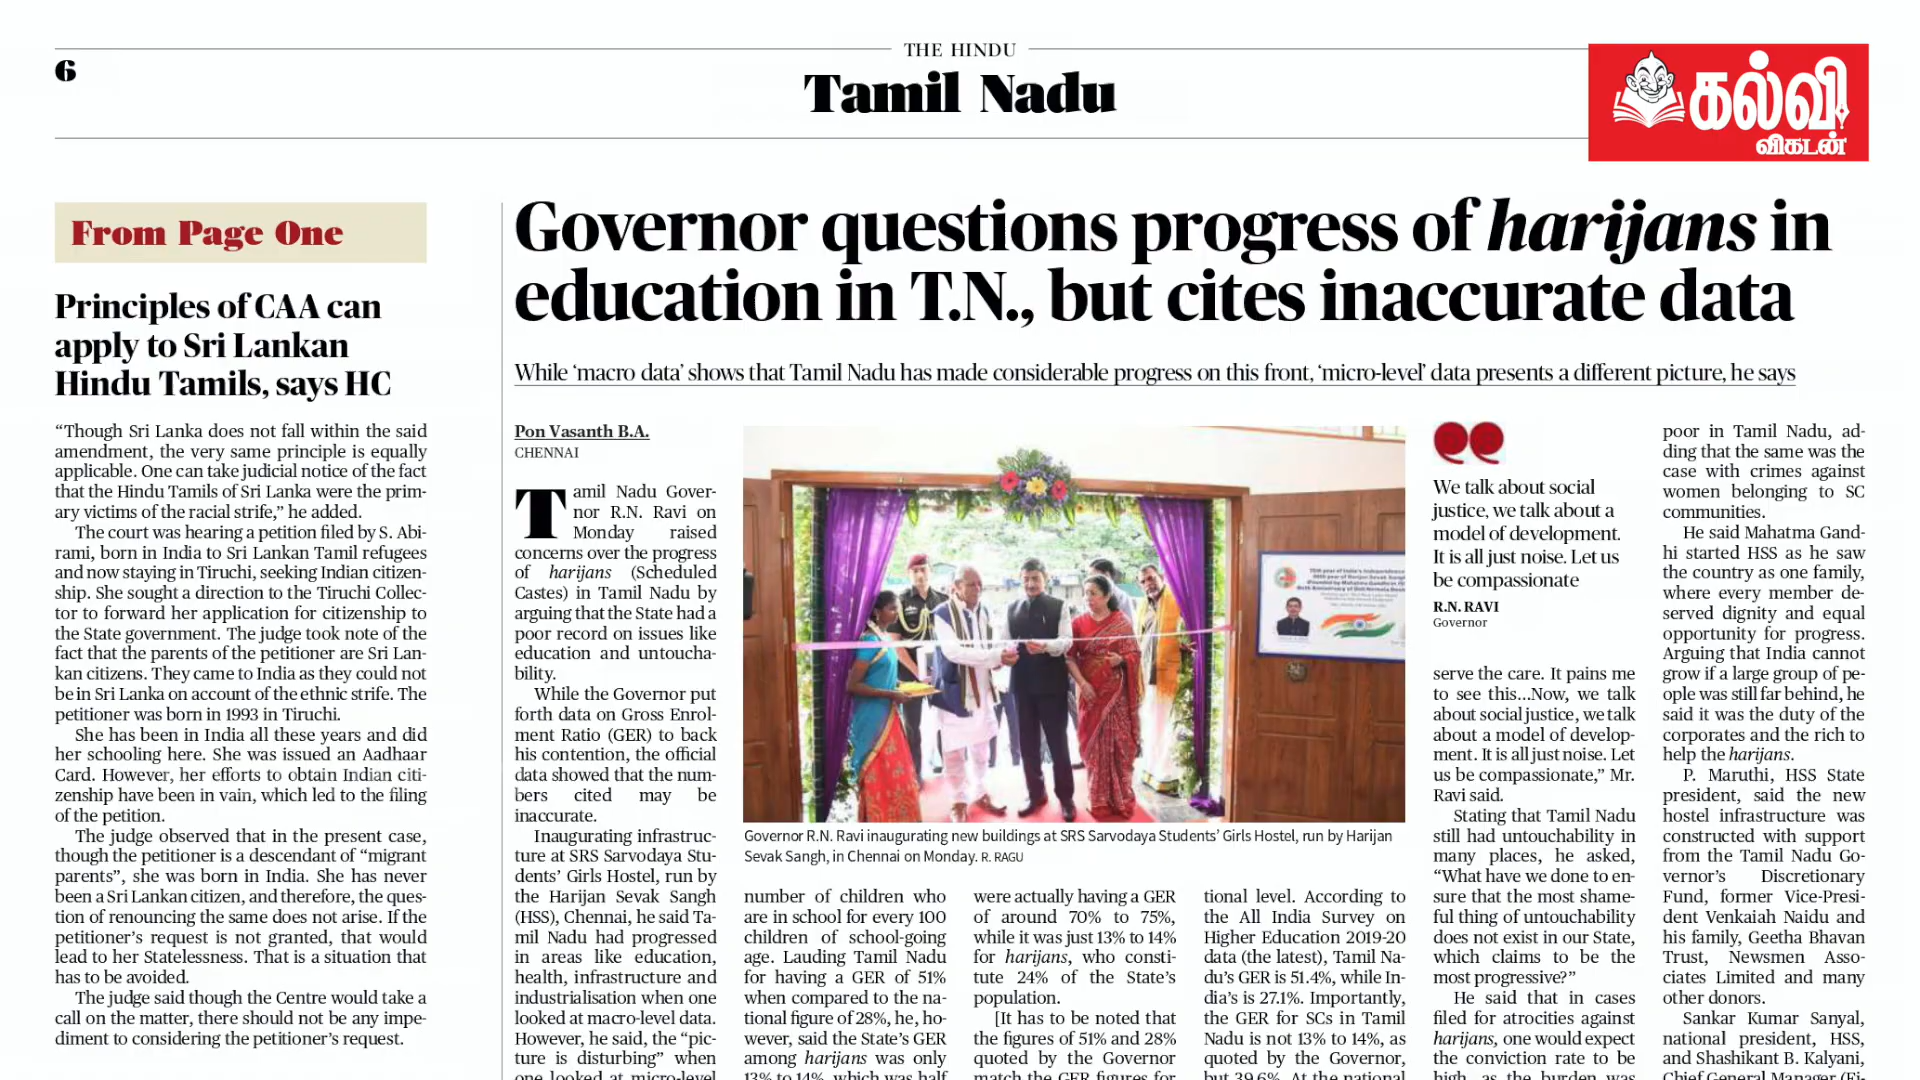 6
THE HINDU
Tamil Nadu
கல்வி
விகடன்
From Page One
Principles of CAA can
apply to Sri Lankan
Hindu Tamils, says HC
“Though Sri Lanka does not fall within the said
amendment, the very same principle is equally
applicable. One can take judicial notice of the fact
that the Hindu Tamils of Sri Lanka were the prim-
ary victims of the racial strife,” he added.
The court was hearing a petition filed by S. Abi-
rami, born in India to Sri Lankan Tamil refugees
and now staying in Tiruchi, seeking Indian citizen-
ship. She sought a direction to the Tiruchi Collec-
tor to forward her application for citizenship to
the State government. The judge took note of the
fact that the parents of the petitioner are Sri Lan-
kan citizens. They came to India as they could not
be in Sri Lanka on account of the ethnic strife. The
petitioner was born in 1993 in Tiruchi.
She has been in India all these years and did
her schooling here. She was issued an Aadhaar
Card. However, her efforts to obtain Indian citi-
zenship have been in vain, which led to the filing
of the petition.
The judge observed that in the present case,
though the petitioner is a descendant of “migrant
parents”, she was born in India. She has never
been a Sri Lankan citizen, and therefore, the ques-
tion of renouncing the same does not arise. If the
petitioner’s request is not granted, that would
lead to her Statelessness. That is a situation that
has to be avoided.
The judge said though the Centre would take a
call on the matter, there should not be any impe-
diment to considering the petitioner’s request.
Governor questions progress of harijans in
education in T.N., but cites inaccurate data
While ‘macro data’ shows that Tamil Nadu has made considerable progress on this front, ‘micro-level’ data presents a different picture, he says
Pon Vasanth B.A.
CHENNAI
Tamil Nadu Gover-
nor R.N. Ravi on
Monday raised
concerns over the progress
of harijans (Scheduled
Castes) in Tamil Nadu by
arguing that the State had a
poor record on issues like
education and untoucha-
bility.
While the Governor put
forth data on Gross Enrol-
ment Ratio (GER) to back
his contention, the official
data showed that the num-
bers cited may be
inaccurate.
Inaugurating infrastruc-
ture at SRS Sarvodaya Stu-
dents’ Girls Hostel, run by
the Harijan Sevak Sangh
(HSS), Chennai, he said Ta-
mil Nadu had progressed
in areas like education,
health, infrastructure and
industrialisation when one
looked at macro-level data.
However, he said, the “pic-
ture is disturbing” when
one looked at micro-level
Governor R.N. Ravi inaugurating new buildings at SRS Sarvodaya Students’ Girls Hostel, run by Harijan
Sevak Sangh, in Chennai on Monday. R. RAGU
number of children who
are in school for every 100
children of school-going
age. Lauding Tamil Nadu
for having a GER of 51%
when compared to the na-
tional figure of 28%, he, ho-
wever, said the State’s GER
among harijans was only
13% to 14%, which was half
were actually having a GER
of around 70% to 75%,
while it was just 13% to 14%
for harijans, who consti-
tute 24% of the State’s
population.
[It has to be noted that
the figures of 51% and 28%
quoted by the Governor
match the GER figures for
tional level. According to
the All India Survey on
Higher Education 2019-20
data (the latest), Tamil Na-
du’s GER is 51.4%, while In-
dia’s is 27.1%. Importantly,
the GER for SCs in Tamil
Nadu is not 13% to 14%, as
quoted by the Governor,
but 39.6%. At the national
We talk about social
justice, we talk about a
model of development.
It is all just noise. Let us
be compassionate
R.N. RAVI
Governor
serve the care. It pains me
to see this...Now, we talk
about social justice, we talk
about a model of develop-
ment. It is all just noise. Let
us be compassionate,” Mr.
Ravi said.
Stating that Tamil Nadu
still had untouchability in
many places, he asked,
“What have we done to en-
sure that the most shame-
ful thing of untouchability
does not exist in our State,
which claims to be the
most progressive?”
He said that in cases
filed for atrocities against
harijans, one would expect
the conviction rate to be
high, as the burden was
poor in Tamil Nadu, ad-
ding that the same was the
case with crimes against
women belonging to SC
communities.
He said Mahatma Gand-
hi started HSS as he saw
the country as one family,
where every member de-
served dignity and equal
opportunity for progress.
Arguing that India cannot
grow if a large group of pe-
ople was still far behind, he
said it was the duty of the
corporates and the rich to
help the harijans.
P. Maruthi, HSS State
president, said the new
hostel infrastructure was
constructed with support
from the Tamil Nadu Go-
vernor’s Discretionary
Fund, former Vice-Presi-
dent Venkaiah Naidu and
his family, Geetha Bhavan
Trust, Newsmen Asso-
ciates Limited and many
other donors.
Sankar Kumar Sanyal,
national president, HSS,
and Shashikant B. Kalyani,
Chief General Manager (Fi-